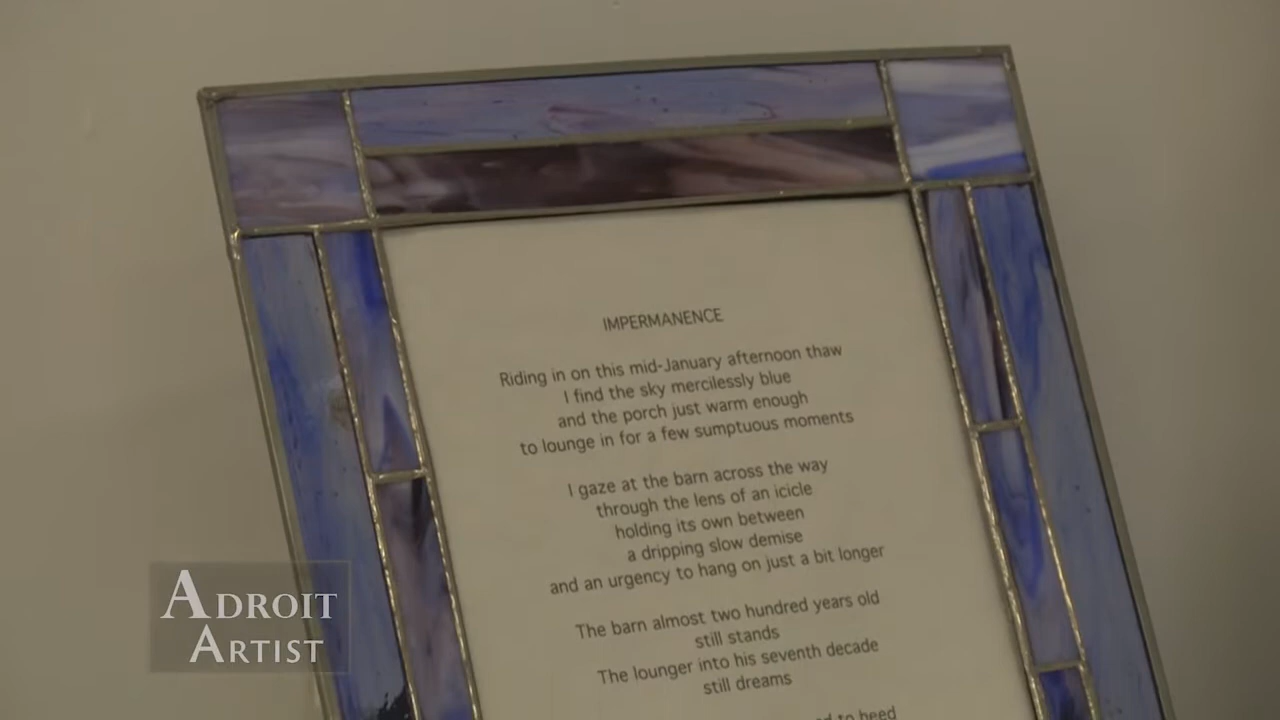 IMPERMANENCE
Riding in on this mid-January afternoon thaw
I find the sky mercilessly blue
and the porch just warm enough
to lounge in for a few sumptuous moments
I gaze at the barn across the way
through the lens of an icicle
holding its own between
a dripping slow demise
and an urgency to hang on just a bit longer
The barn almost two hundred years old
still stands
The lounger into his seventh decade
still dreams
to heed
ADROIT
ARTIST